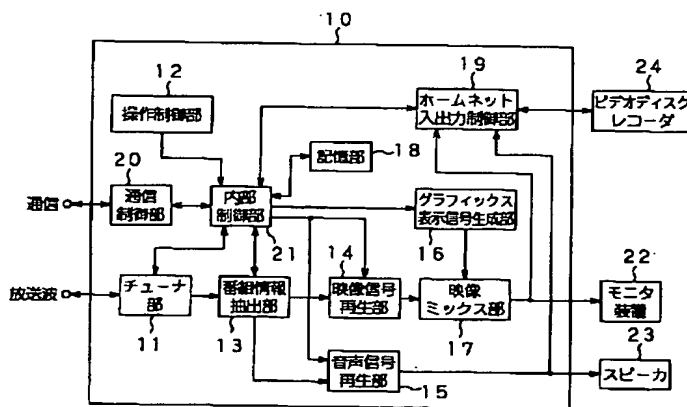 10
12
操作制御部
19
ホームネット
入出力制御部
24
ビデオディスク
レコーダ
20
通信
制御部
通信
内部
制御部
21
記憶部
18
グラフィックス
表示信号生成部
16
放送波
チューナ
部
11
番組情報
抽出部
13
14
映像信号
再生部
映像
ミックス部
17
22
モニタ
装置
音声信号
再生部
15
23
スピーカ